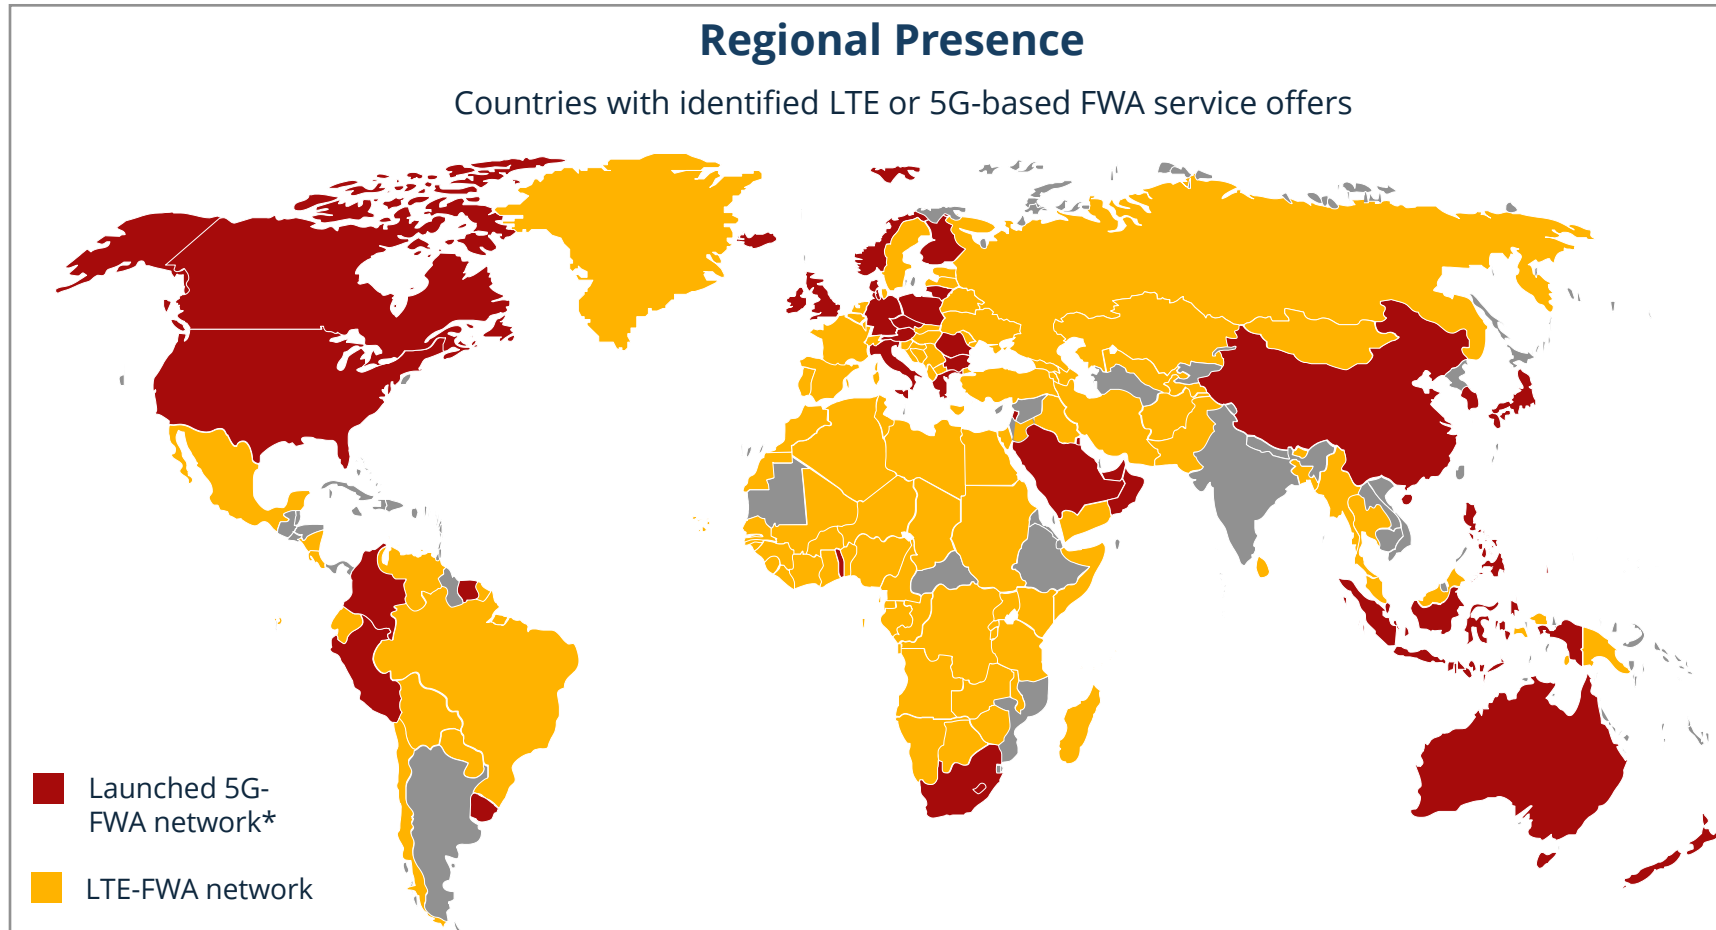 Regional Presence
Countries with identified LTE or 5G-based FWA service offers
Launched 5G-
FWA network*
LTE-FWA network